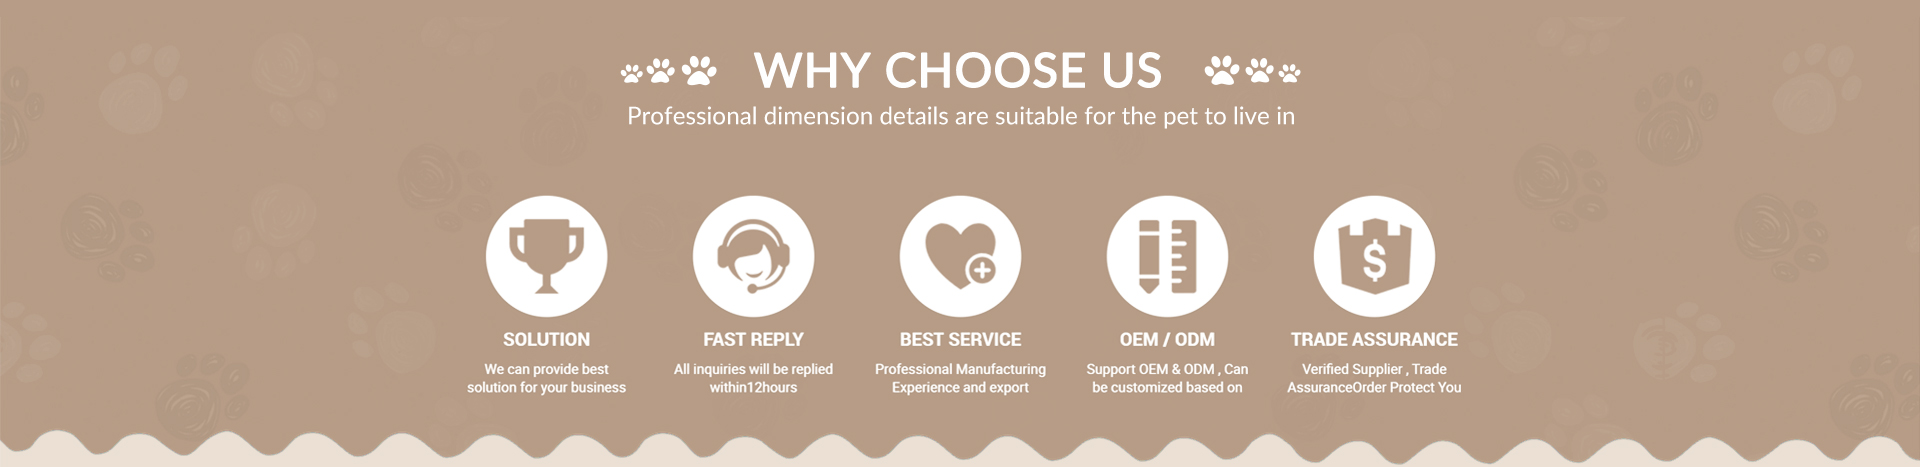 WHY CHOOSE US
Professional dimension details are suitable for the pet to live in
SOLUTION
We can provide best
solution for your business
FAST REPLY
All inquiries will be replied
within12hours
BEST SERVICE
Professional Manufacturing
Experience and export
OEM / ODM
Support OEM & ODM , Can
be customized based on
TRADE ASSURANCE
Verified Supplier , Trade
AssuranceOrder Protect You